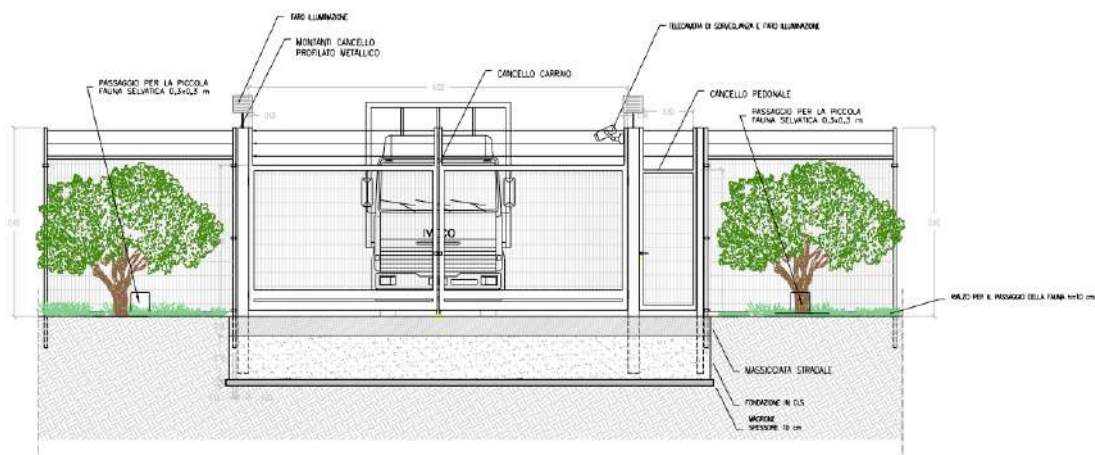 FARO ILLUMINAZIONE
TELECAMERA DI SORVEGLIANZA E FARO ILLUMINAZIONE
MONTANTI CANCELLO
PROFILATO METALLICO
CANCELLO CARRAIO
PASSAGGIO PER LA PICCOLA
FAUNA SELVATICA 0,3x0,3 m
CANCELLO PEDONALE
PASSAGGIO PER LA PICCOLA
FAUNA SELVATICA 0,3x0,3 m
IVECO
RIALZO PER IL PASSAGGIO DELLA FAUNA h=10 cm
MASSICCIATA STRADALE
FONDAZIONE IN CLS
MAGRONE
SPESSORE 10 cm